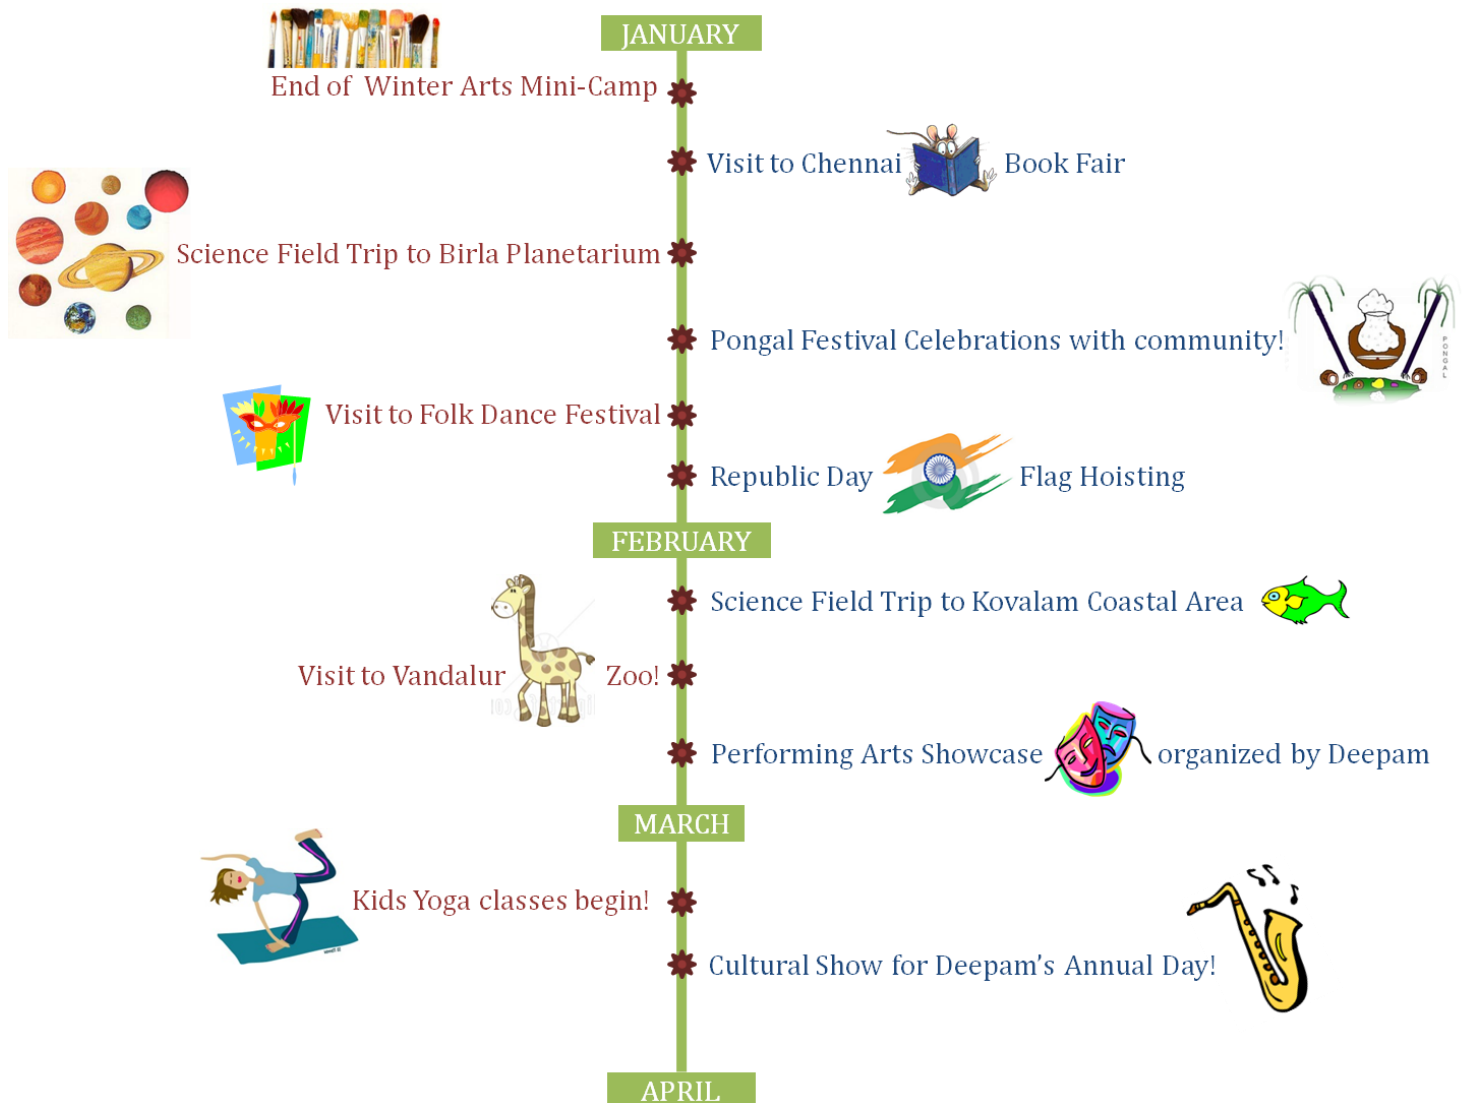 JANUARY
End of Winter Arts Mini-Camp
Visit to Chennai Book Fair
Science Field Trip to Birla Planetarium
Pongal Festival Celebrations with community!
PONGAL
Visit to Folk Dance Festival
Republic Day Flag Hoisting
FEBRUARY
Science Field Trip to Kovalam Coastal Area
Visit to Vandalur Zoo!
Performing Arts Showcase organized by Deepam
MARCH
Kids Yoga classes begin!
Cultural Show for Deepam's Annual Day!
APRIL